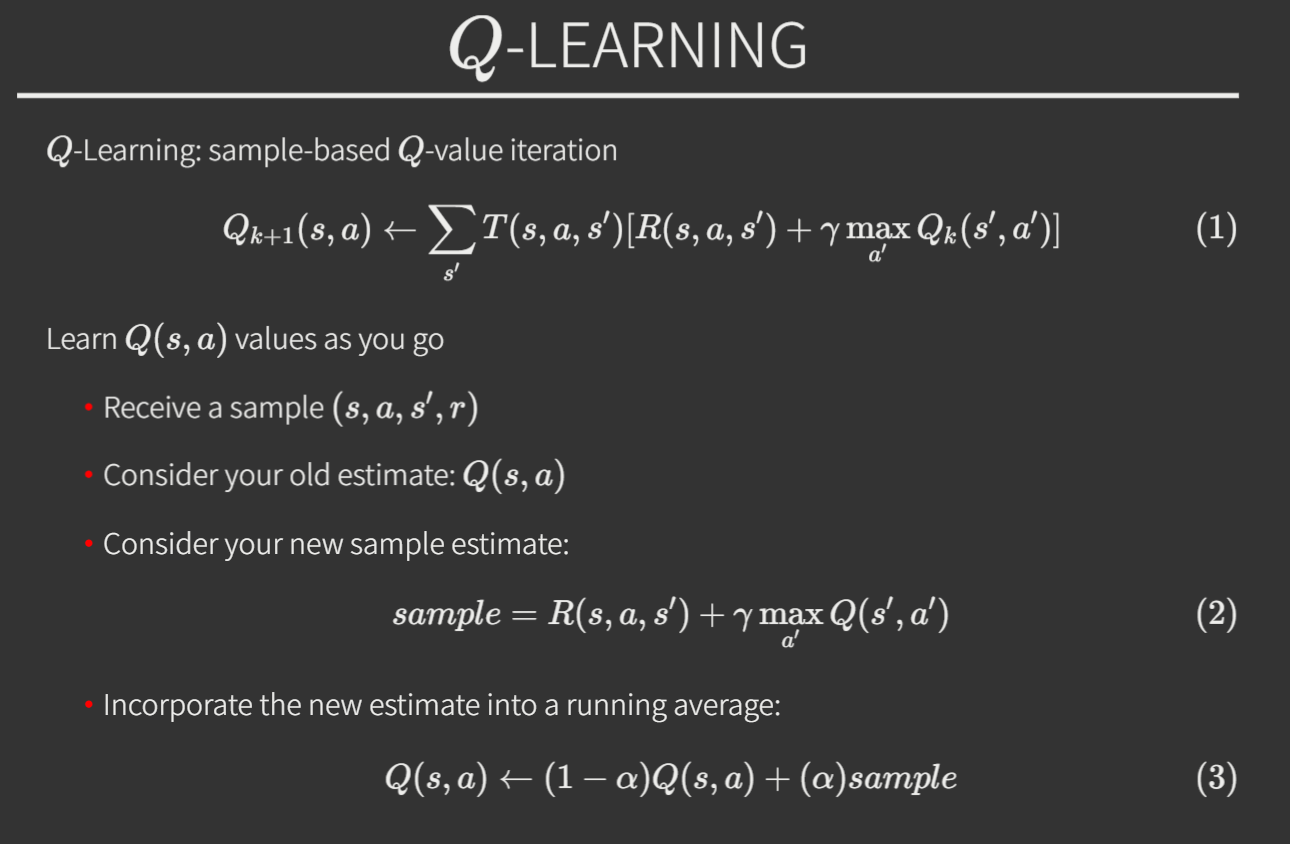 Q-LEARNING
Q-Learning: sample-based Q-value iteration
Q_{k+1}(s, a) ← ∑_{s′} T(s, a, s′)[R(s, a, s′) + γ max_{a′} Q_k(s′, a′)] (1)
Learn Q(s, a) values as you go
• Receive a sample (s, a, s′, r)
• Consider your old estimate: Q(s, a)
• Consider your new sample estimate:
sample = R(s, a, s′) + γ max_{a′} Q(s′, a′) (2)
• Incorporate the new estimate into a running average:
Q(s, a) ← (1 − α)Q(s, a) + (α)sample (3)